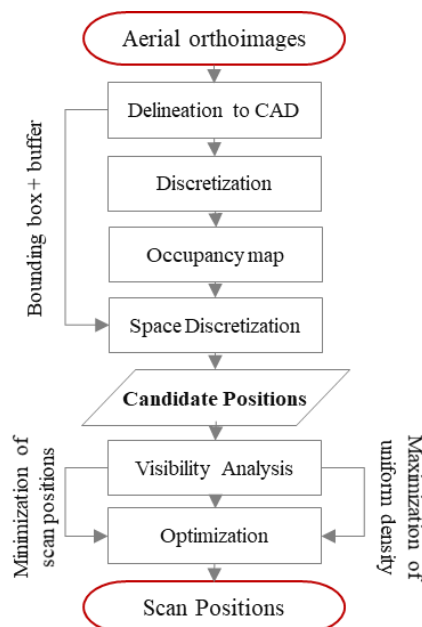 Aerial orthoimages
Delineation to CAD
Bounding box + buffer
Discretization
Occupancy map
Space Discretization
Candidate Positions
Minimization of
scan positions
Visibility Analysis
Maximization of
uniform density
Optimization
Scan Positions